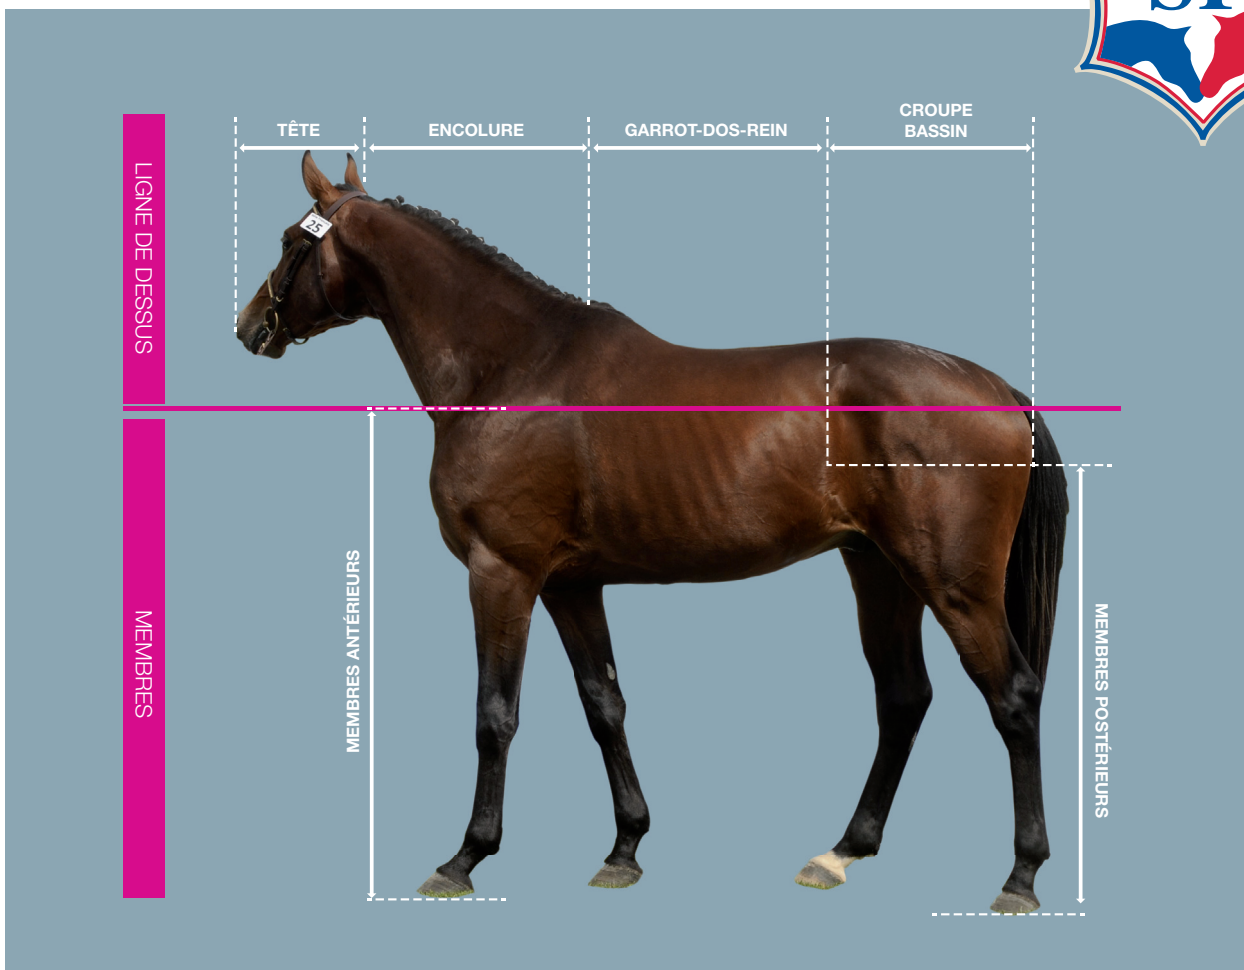 TÊTE
ENCOLURE
GARROT-DOS-REIN
CROUPE
BASSIN
LIGNE DE DESSUS
25
MEMBRES
MEMBRES ANTÉRIEURS
MEMBRES POSTÉRIEURS